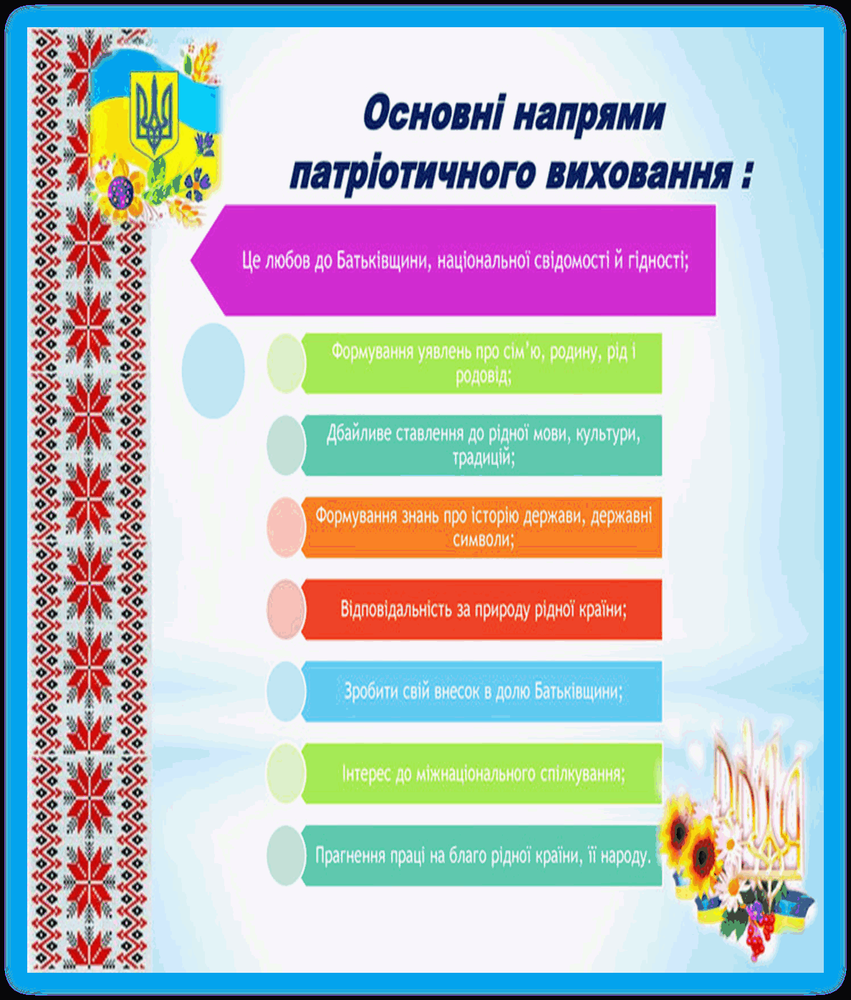 Основні напрями
патріотичного виховання :
Це любов до Батьківщини, національної свідомості й гідності;
Формування уявлень про сім’ю, родину, рід і
родовід;
Дбайливе ставлення до рідної мови, культури,
традицій;
Формування знань про історію держави, державні
символи;
Відповідальність за природу рідної країни;
Зробити свій внесок в долю Батьківщини;
Інтерес до міжнаціонального спілкування;
Прагнення праці на благо рідної країни, її народу.